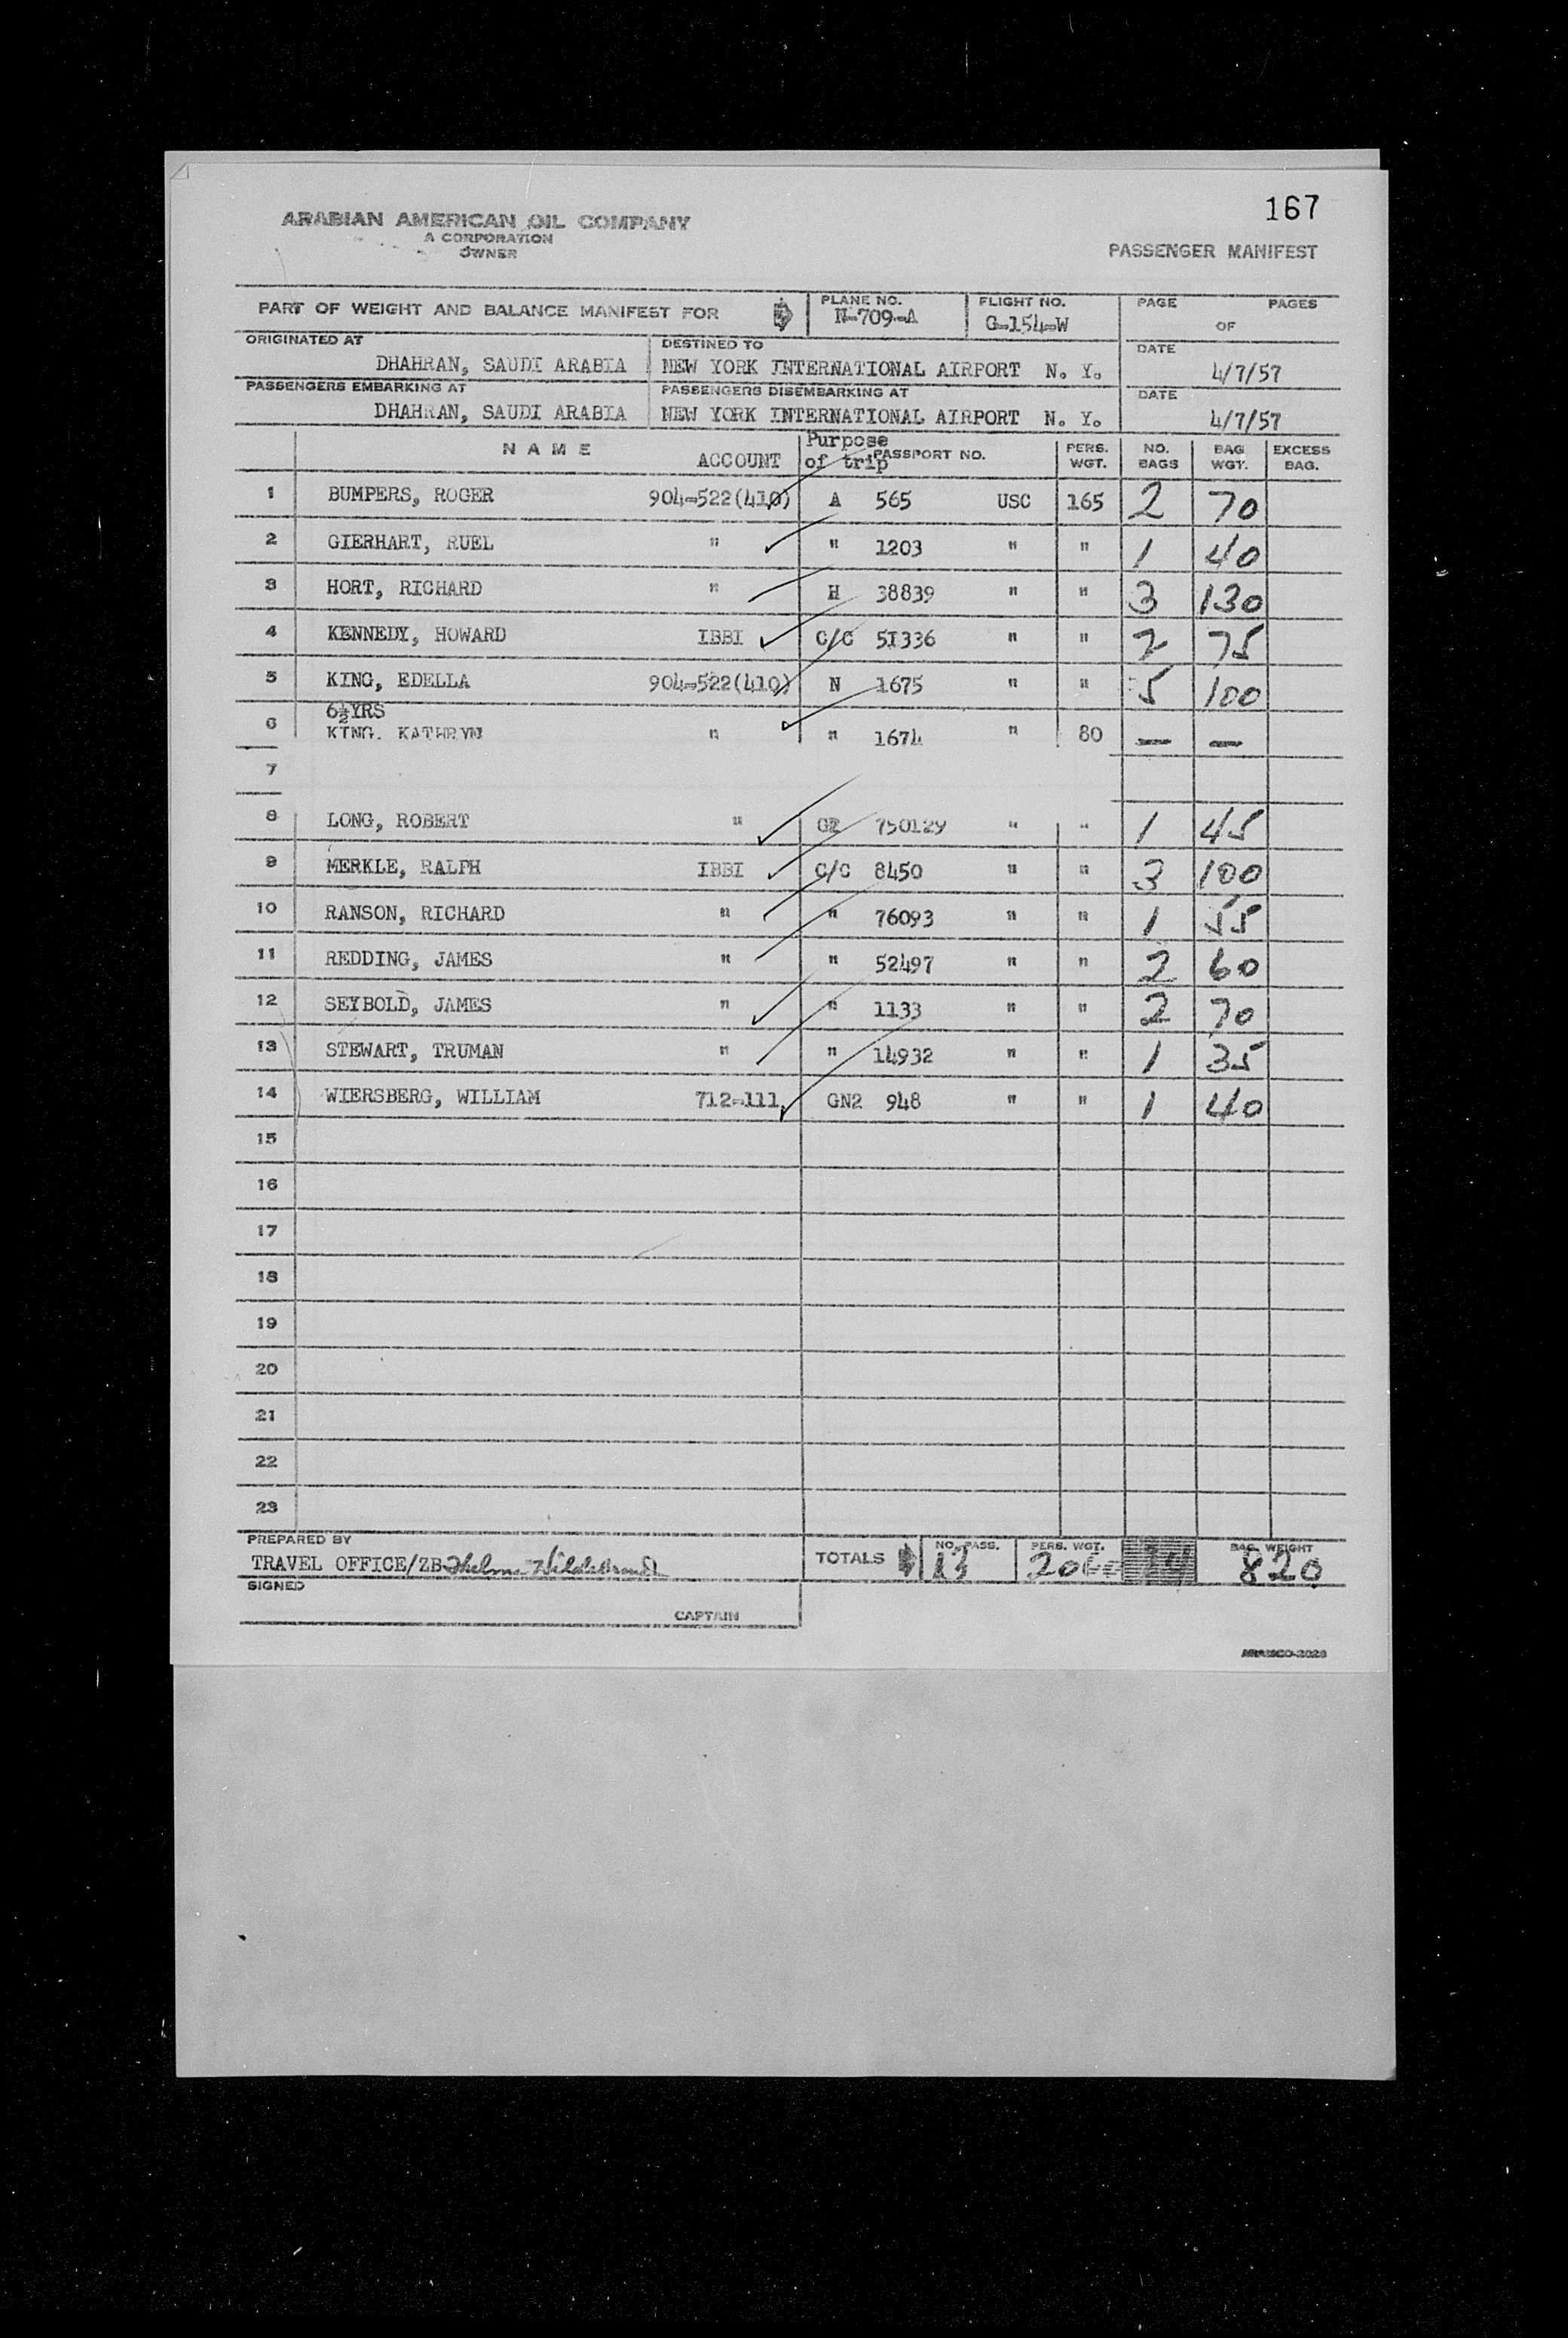 167
ARABIAN AMERICAN OIL COMPANY
A CORPORATION
OWNER
PASSENGER MANIFEST
PART OF WEIGHT AND BALANCE MANIFEST FOR PLANE NO. N-709-A FLIGHT NO. G-154-W PAGE OF PAGES
ORIGINATED AT DHAHRAN, SAUDI ARABIA DESTINED TO NEW YORK INTERNATIONAL AIRPORT N. Y. DATE 4/7/57
PASSENGERS EMBARKING AT DHAHRAN, SAUDI ARABIA PASSENGERS DISEMBARKING AT NEW YORK INTERNATIONAL AIRPORT N. Y. DATE 4/7/57
NAME ACCOUNT Purpose of trip PASSPORT NO. PERS. WGT. NO. BAGS BAG WGT. EXCESS BAG.
1 BUMPERS, ROGER 904-522(410) A 565 USC 165 2 70
2 GIERHART, RUEL " " 1203 " " 1 40
3 HORT, RICHARD " H 38839 " " 3 130
4 KENNEDY, HOWARD IBBI C/C 51336 " " 2 75
5 KING, EDELLA 904-522(410) N 1675 " " 5 100
6½YRS
6 KING. KATHRYN " " 1674 " 80 — —
7
8 LONG, ROBERT " 750129 " " 1 45
9 MERKLE, RALPH IBBI C/C 8450 " " 3 100
10 RANSON, RICHARD " " 76093 " " 1 55
11 REDDING, JAMES " " 52497 " " 2 60
12 SEYBOLD, JAMES " " 1133 " " 2 70
13 STEWART, TRUMAN " " 14932 " " 1 35
14 WIERSBERG, WILLIAM 712-111 GN2 948 " " 1 40
15
16
17
18
19
20
21
22
23
PREPARED BY
TRAVEL OFFICE/ZB Thelma Hildebrandt TOTALS NO. PASS. 13 PERS. WGT. 2060 24 BAG WEIGHT 820
SIGNED
CAPTAIN
ARAMCO-2028